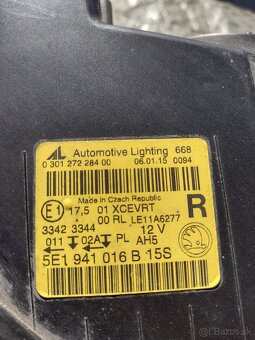 AL Automotive Lighting 668
0 301 272 284 00 06.01.15 0094
Made in Czech Republic
E1 17,5 01 XCEVRT
00 RL LE11A6277 R
3342 3344 12 V
011 02A PL AH5
5E1 941 016 B 15S